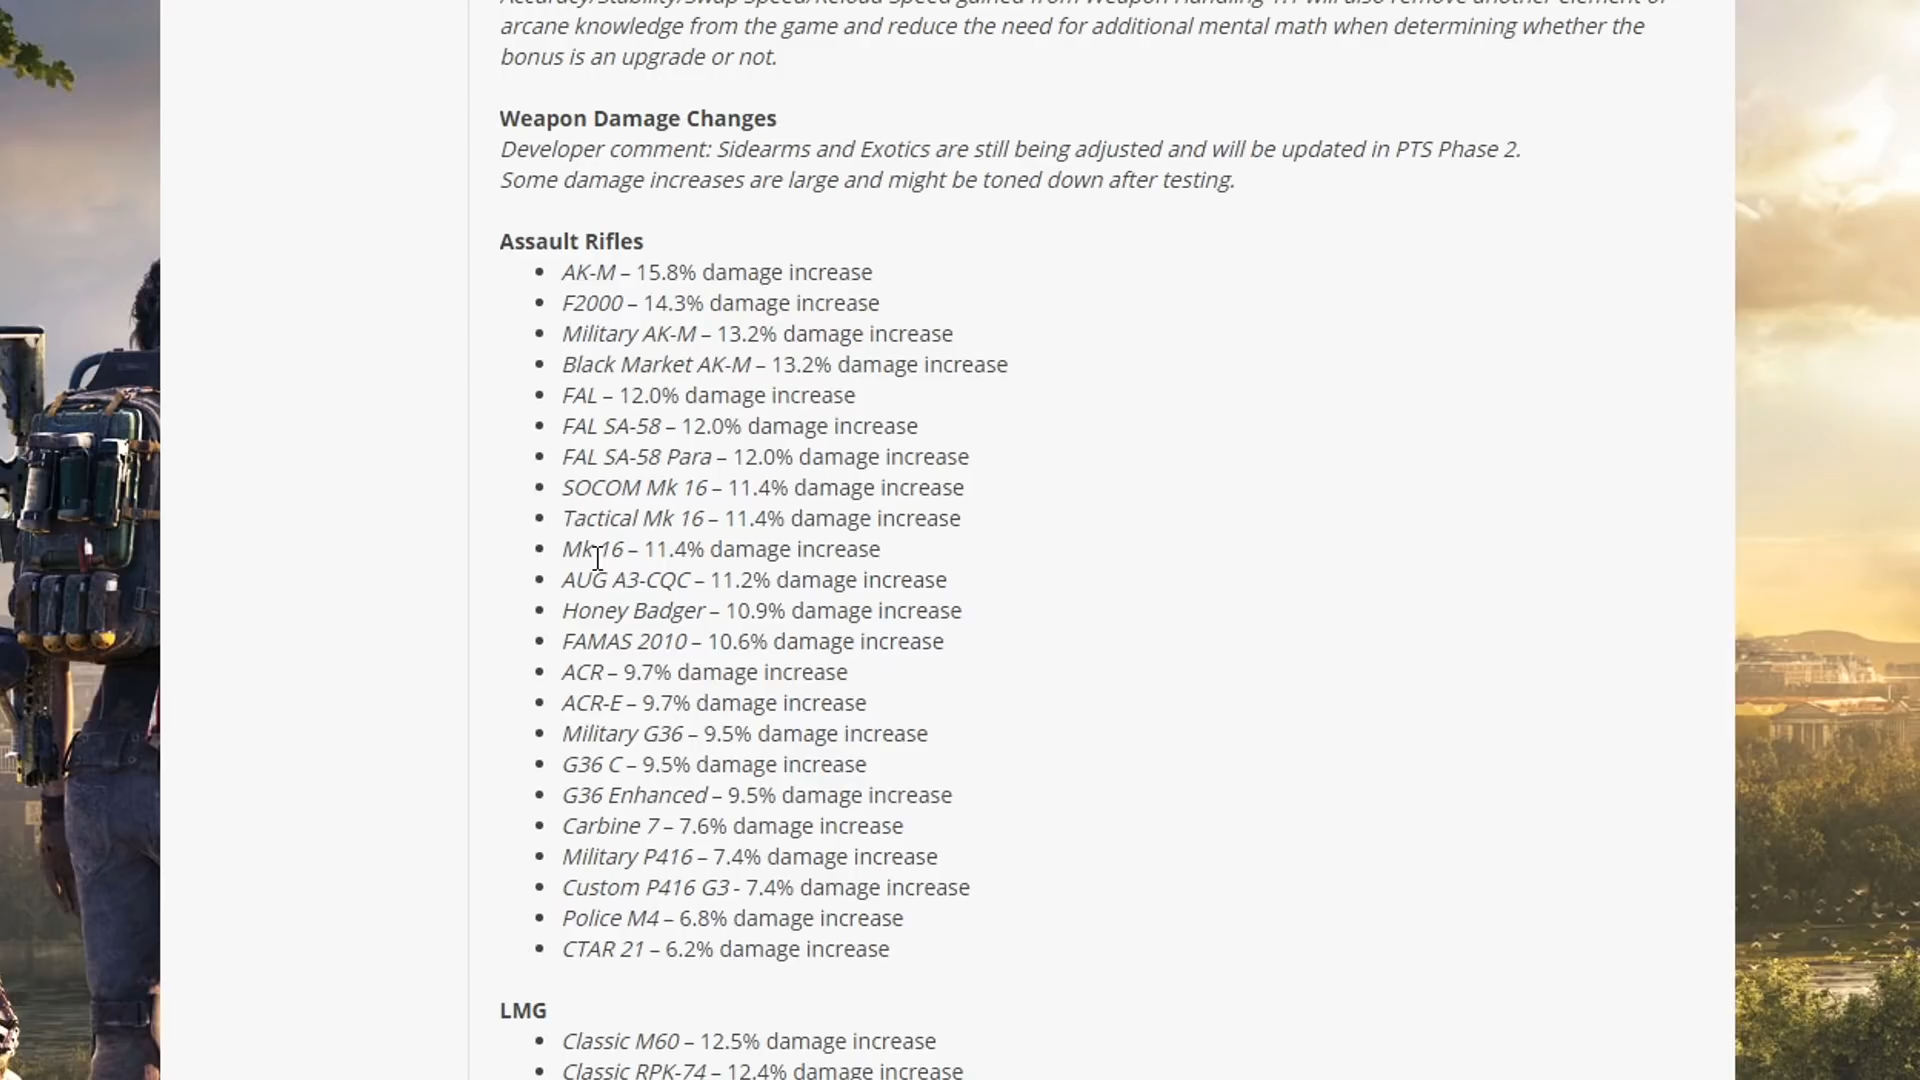 arcane knowledge from the game and reduce the need for additional mental math when determining whether the
bonus is an upgrade or not.
Weapon Damage Changes
Developer comment: Sidearms and Exotics are still being adjusted and will be updated in PTS Phase 2.
Some damage increases are large and might be toned down after testing.
Assault Rifles
• AK-M – 15.8% damage increase
• F2000 – 14.3% damage increase
• Military AK-M – 13.2% damage increase
• Black Market AK-M – 13.2% damage increase
• FAL – 12.0% damage increase
• FAL SA-58 – 12.0% damage increase
• FAL SA-58 Para – 12.0% damage increase
• SOCOM Mk 16 – 11.4% damage increase
• Tactical Mk 16 – 11.4% damage increase
• Mk 16 – 11.4% damage increase
• AUG A3-CQC – 11.2% damage increase
• Honey Badger – 10.9% damage increase
• FAMAS 2010 – 10.6% damage increase
• ACR – 9.7% damage increase
• ACR-E – 9.7% damage increase
• Military G36 – 9.5% damage increase
• G36 C – 9.5% damage increase
• G36 Enhanced – 9.5% damage increase
• Carbine 7 – 7.6% damage increase
• Military P416 – 7.4% damage increase
• Custom P416 G3 - 7.4% damage increase
• Police M4 – 6.8% damage increase
• CTAR 21 – 6.2% damage increase
LMG
• Classic M60 – 12.5% damage increase
• Classic RPK-74 – 12.4% damage increase